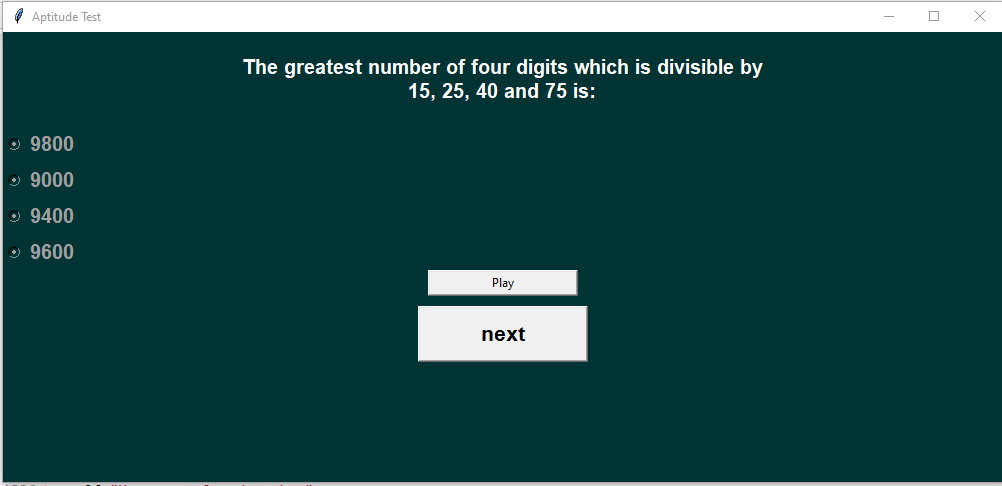 Aptitude Test
The greatest number of four digits which is divisible by
15, 25, 40 and 75 is:
9800
9000
9400
9600
Play
next